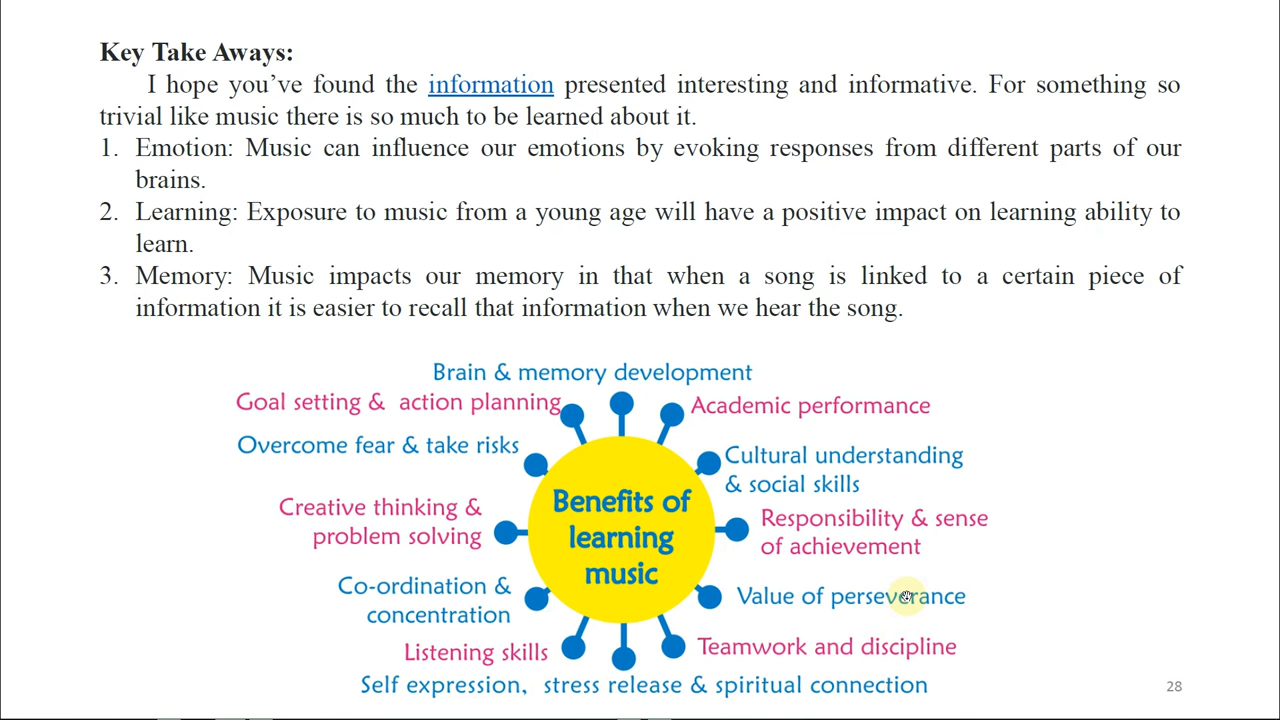 Key Take Aways:
I hope you’ve found the information presented interesting and informative. For something so
trivial like music there is so much to be learned about it.
1. Emotion: Music can influence our emotions by evoking responses from different parts of our
brains.
2. Learning: Exposure to music from a young age will have a positive impact on learning ability to
learn.
3. Memory: Music impacts our memory in that when a song is linked to a certain piece of
information it is easier to recall that information when we hear the song.
Brain & memory development
Goal setting & action planning
Academic performance
Overcome fear & take risks
Cultural understanding
& social skills
Creative thinking &
problem solving
Benefits of
learning
music
Responsibility & sense
of achievement
Co-ordination &
concentration
Value of perseverance
Listening skills
Teamwork and discipline
Self expression, stress release & spiritual connection
28